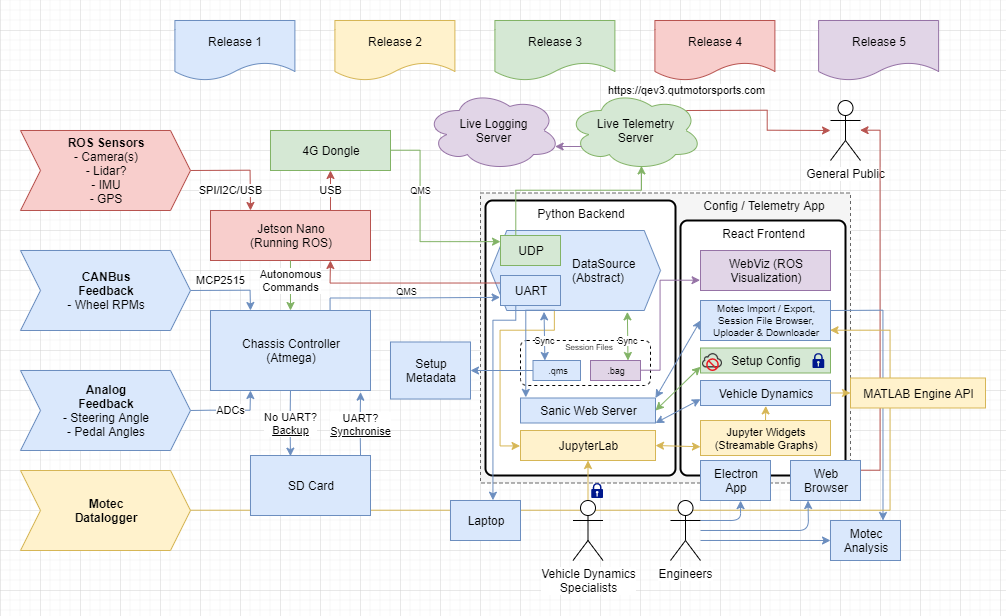 Release 1
Release 2
Release 3
Release 4
Release 5
https://qev3.qutmotorsports.com
Live Logging
Server
Live Telemetry
Server
General Public
ROS Sensors
- Camera(s)
- Lidar?
- IMU
- GPS
SPI/I2C/USB
4G Dongle
USB
QMS
Jetson Nano
(Running ROS)
CANBus
Feedback
- Wheel RPMs
MCP2515
Autonomous
Commands
QMS
Chassis Controller
(Atmega)
Analog
Feedback
- Steering Angle
- Pedal Angles
ADCs
No UART?
Backup
UART?
Synchronise
SD Card
Motec
Datalogger
Setup
Metadata
Laptop
Config / Telemetry App
Python Backend
UDP
UART
DataSource
(Abstract)
Sync
Sync
Session Files
.qms
.bag
Sanic Web Server
JupyterLab
React Frontend
WebViz (ROS
Visualization)
Motec Import / Export,
Session File Browser,
Uploader & Downloader
Setup Config
Vehicle Dynamics
Jupyter Widgets
(Streamable Graphs)
MATLAB Engine API
Electron
App
Web
Browser
Motec
Analysis
Vehicle Dynamics
Specialists
Engineers